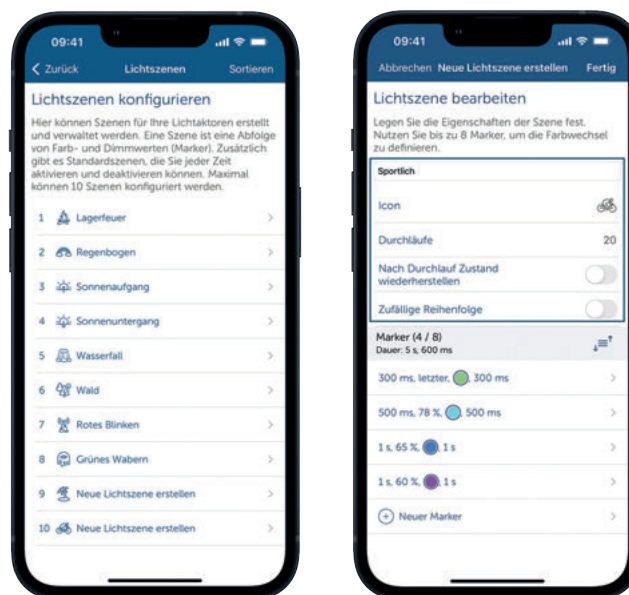 09:41
Zurück Lichtszenen Sortieren
Lichtszenen konfigurieren
Hier können Szenen für Ihre Lichtaktoren erstellt
und verwaltet werden. Eine Szene ist eine Abfolge
von Farb- und Dimmwerten (Marker). Zusätzlich
gibt es Standardszenen, die Sie jeder Zeit
aktivieren und deaktivieren können. Maximal
können 10 Szenen konfiguriert werden.
1 Lagerfeuer
2 Regenbogen
3 Sonnenaufgang
4 Sonnenuntergang
5 Wasserfall
6 Wald
7 Rotes Blinken
8 Grünes Wabern
9 Neue Lichtszene erstellen
10 Neue Lichtszene erstellen
09:41
Abbrechen Neue Lichtszene erstellen Fertig
Lichtszene bearbeiten
Legen Sie die Eigenschaften der Szene fest.
Nutzen Sie bis zu 8 Marker, um die Farbwechsel
zu definieren.
Sportlich
Icon
Durchläufe 20
Nach Durchlauf Zustand
wiederherstellen
Zufällige Reihenfolge
Marker (4 / 8)
Dauer: 5 s, 600 ms
300 ms, letzter, 300 ms
500 ms, 78 %, 500 ms
1 s, 65 %, 1 s
1 s, 60 %, 1 s
Neuer Marker